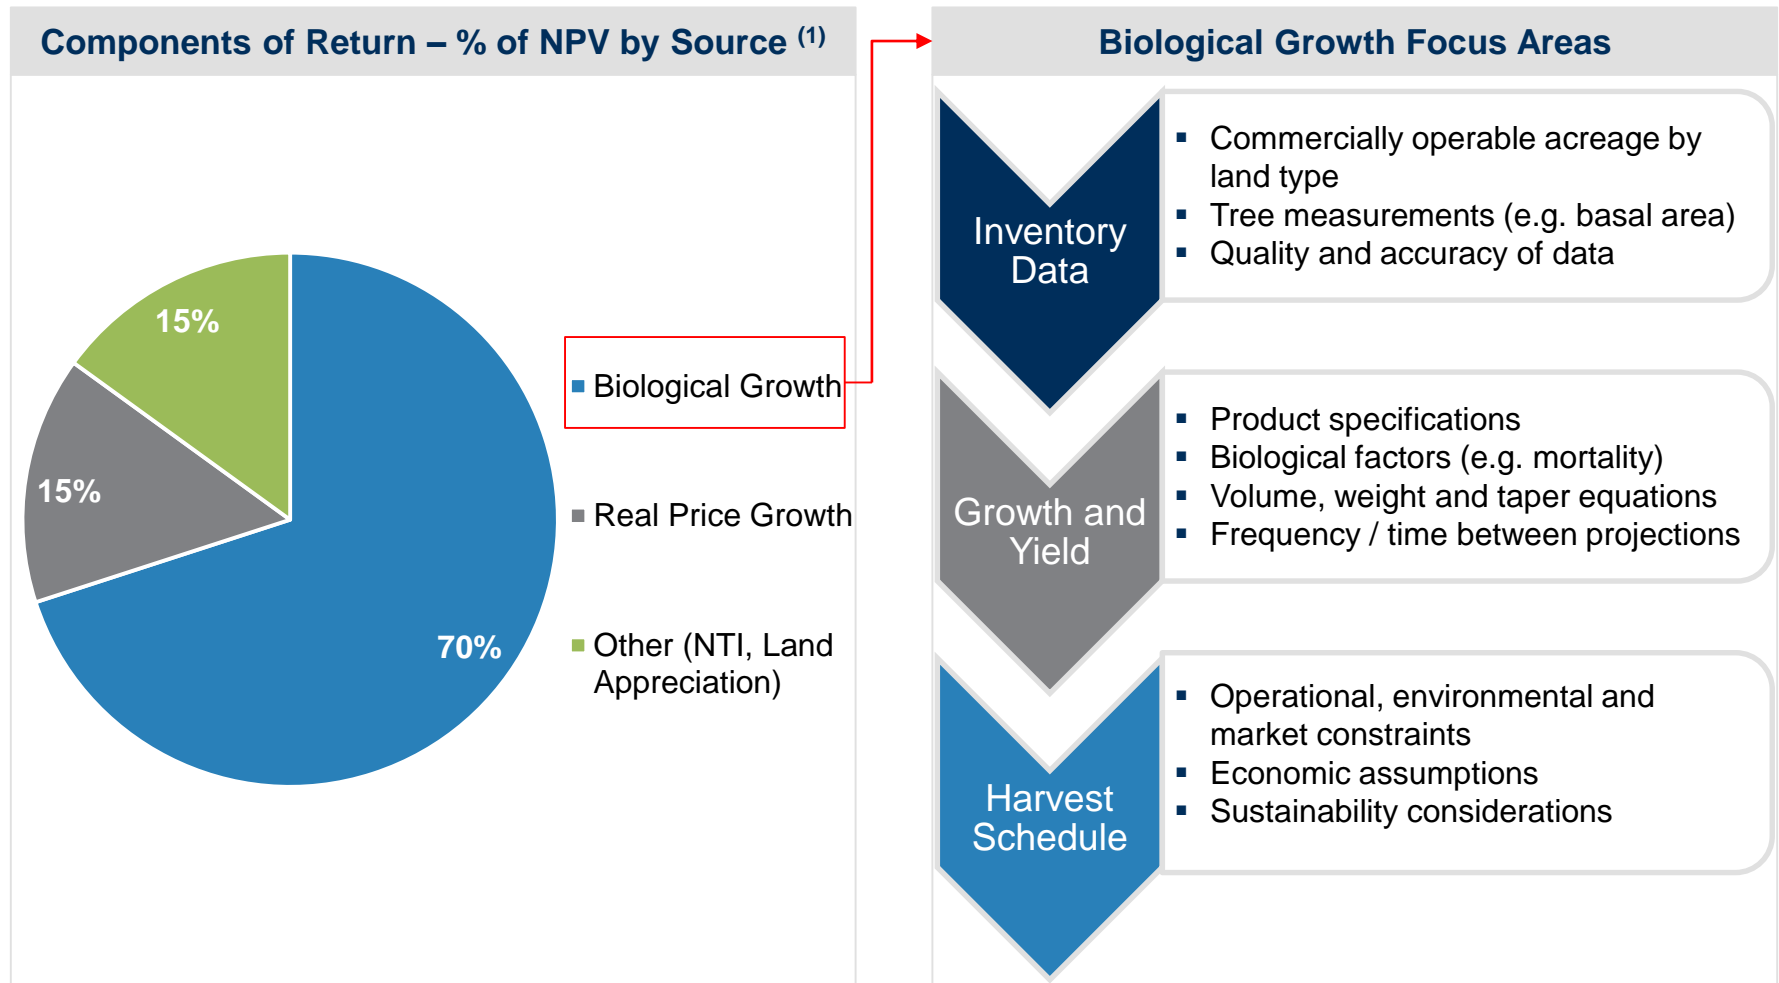 Components of Return – % of NPV by Source (1)
15%
15%
70%
Biological Growth
Real Price Growth
Other (NTI, Land
Appreciation)
Biological Growth Focus Areas
Inventory
Data
▪ Commercially operable acreage by
land type
▪ Tree measurements (e.g. basal area)
▪ Quality and accuracy of data
Growth and
Yield
▪ Product specifications
▪ Biological factors (e.g. mortality)
▪ Volume, weight and taper equations
▪ Frequency / time between projections
Harvest
Schedule
▪ Operational, environmental and
market constraints
▪ Economic assumptions
▪ Sustainability considerations